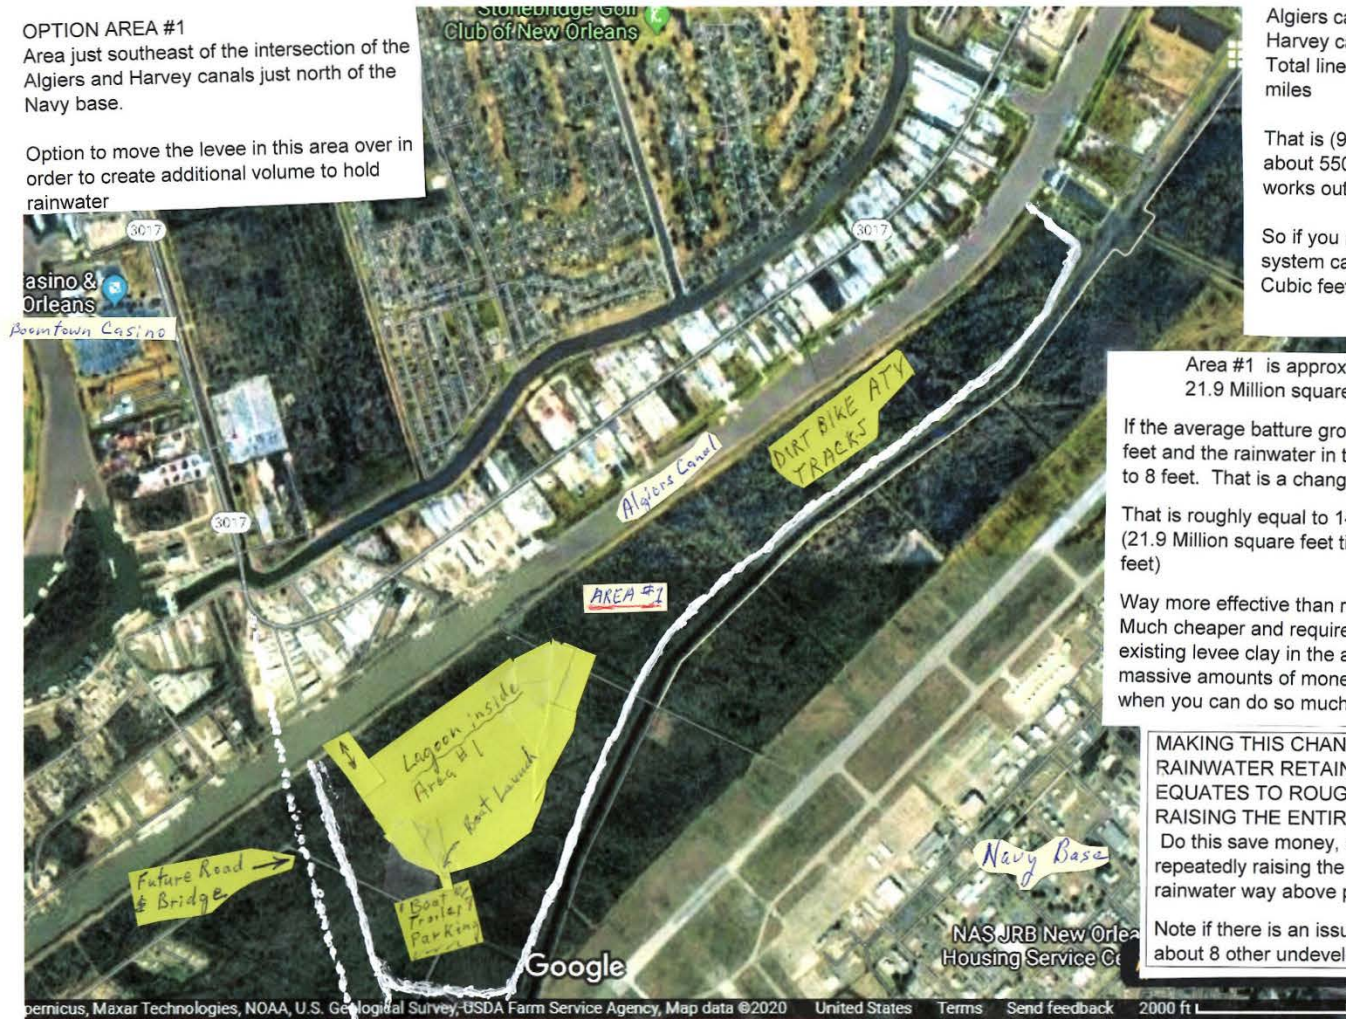 OPTION AREA #1
Area just southeast of the intersection of the
Algiers and Harvey canals just north of the
Navy base.
Option to move the levee in this area over in
order to create additional volume to hold
rainwater
Stonebridge Golf
Club of New Orleans
3017
3017
3017
asino &
Orleans
Boomtown Casino
Algiers Canal
DIRT BIKE ATV
TRACKS
AREA #1
Lagoon inside
Area #1
Boat Launch
Future Road
& Bridge
Boat
Trailer
Parking
Navy Base
NAS JRB New Orlea
Housing Service Ce
Google
Algiers ca
Harvey ca
Total line
miles
That is (9
about 550
works out
So if you
system ca
Cubic fee
Area #1 is approx
21.9 Million square
If the average batture gro
feet and the rainwater in t
to 8 feet. That is a chang
That is roughly equal to 1
(21.9 Million square feet ti
feet)
Way more effective than r
Much cheaper and require
existing levee clay in the a
massive amounts of mone
when you can do so much
MAKING THIS CHAN
RAINWATER RETAIN
EQUATES TO ROUG
RAISING THE ENTIR
Do this save money,
repeatedly raising the
rainwater way above p
Note if there is an issu
about 8 other undevel
pernicus, Maxar Technologies, NOAA, U.S. Geological Survey, USDA Farm Service Agency, Map data ©2020 United States Terms Send feedback 2000 ft